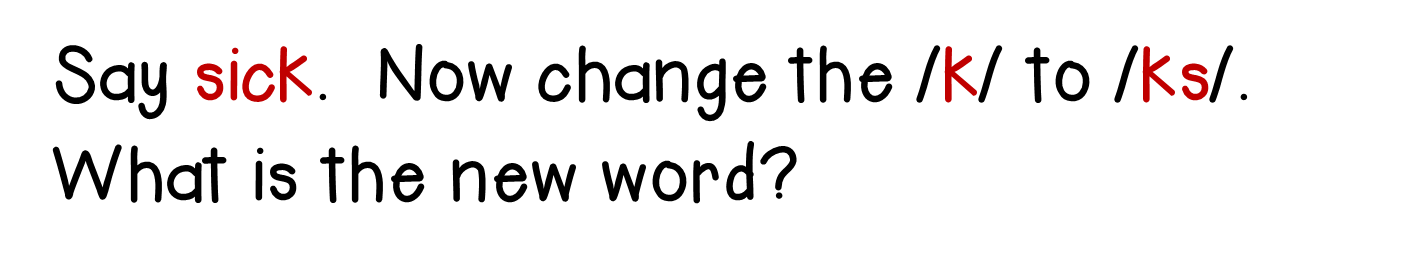 Say sick. Now change the /k/ to /ks/.
What is the new word?